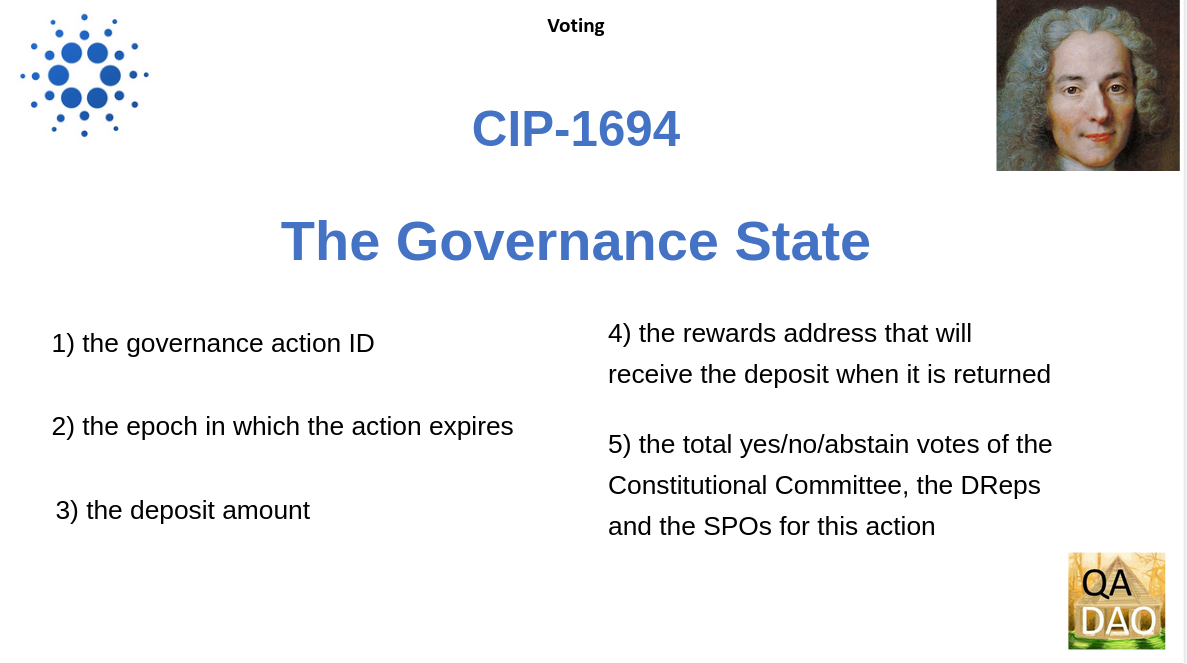 Voting
CIP-1694
The Governance State
1) the governance action ID
2) the epoch in which the action expires
3) the deposit amount
4) the rewards address that will
receive the deposit when it is returned
5) the total yes/no/abstain votes of the
Constitutional Committee, the DReps
and the SPOs for this action
QA
DAO